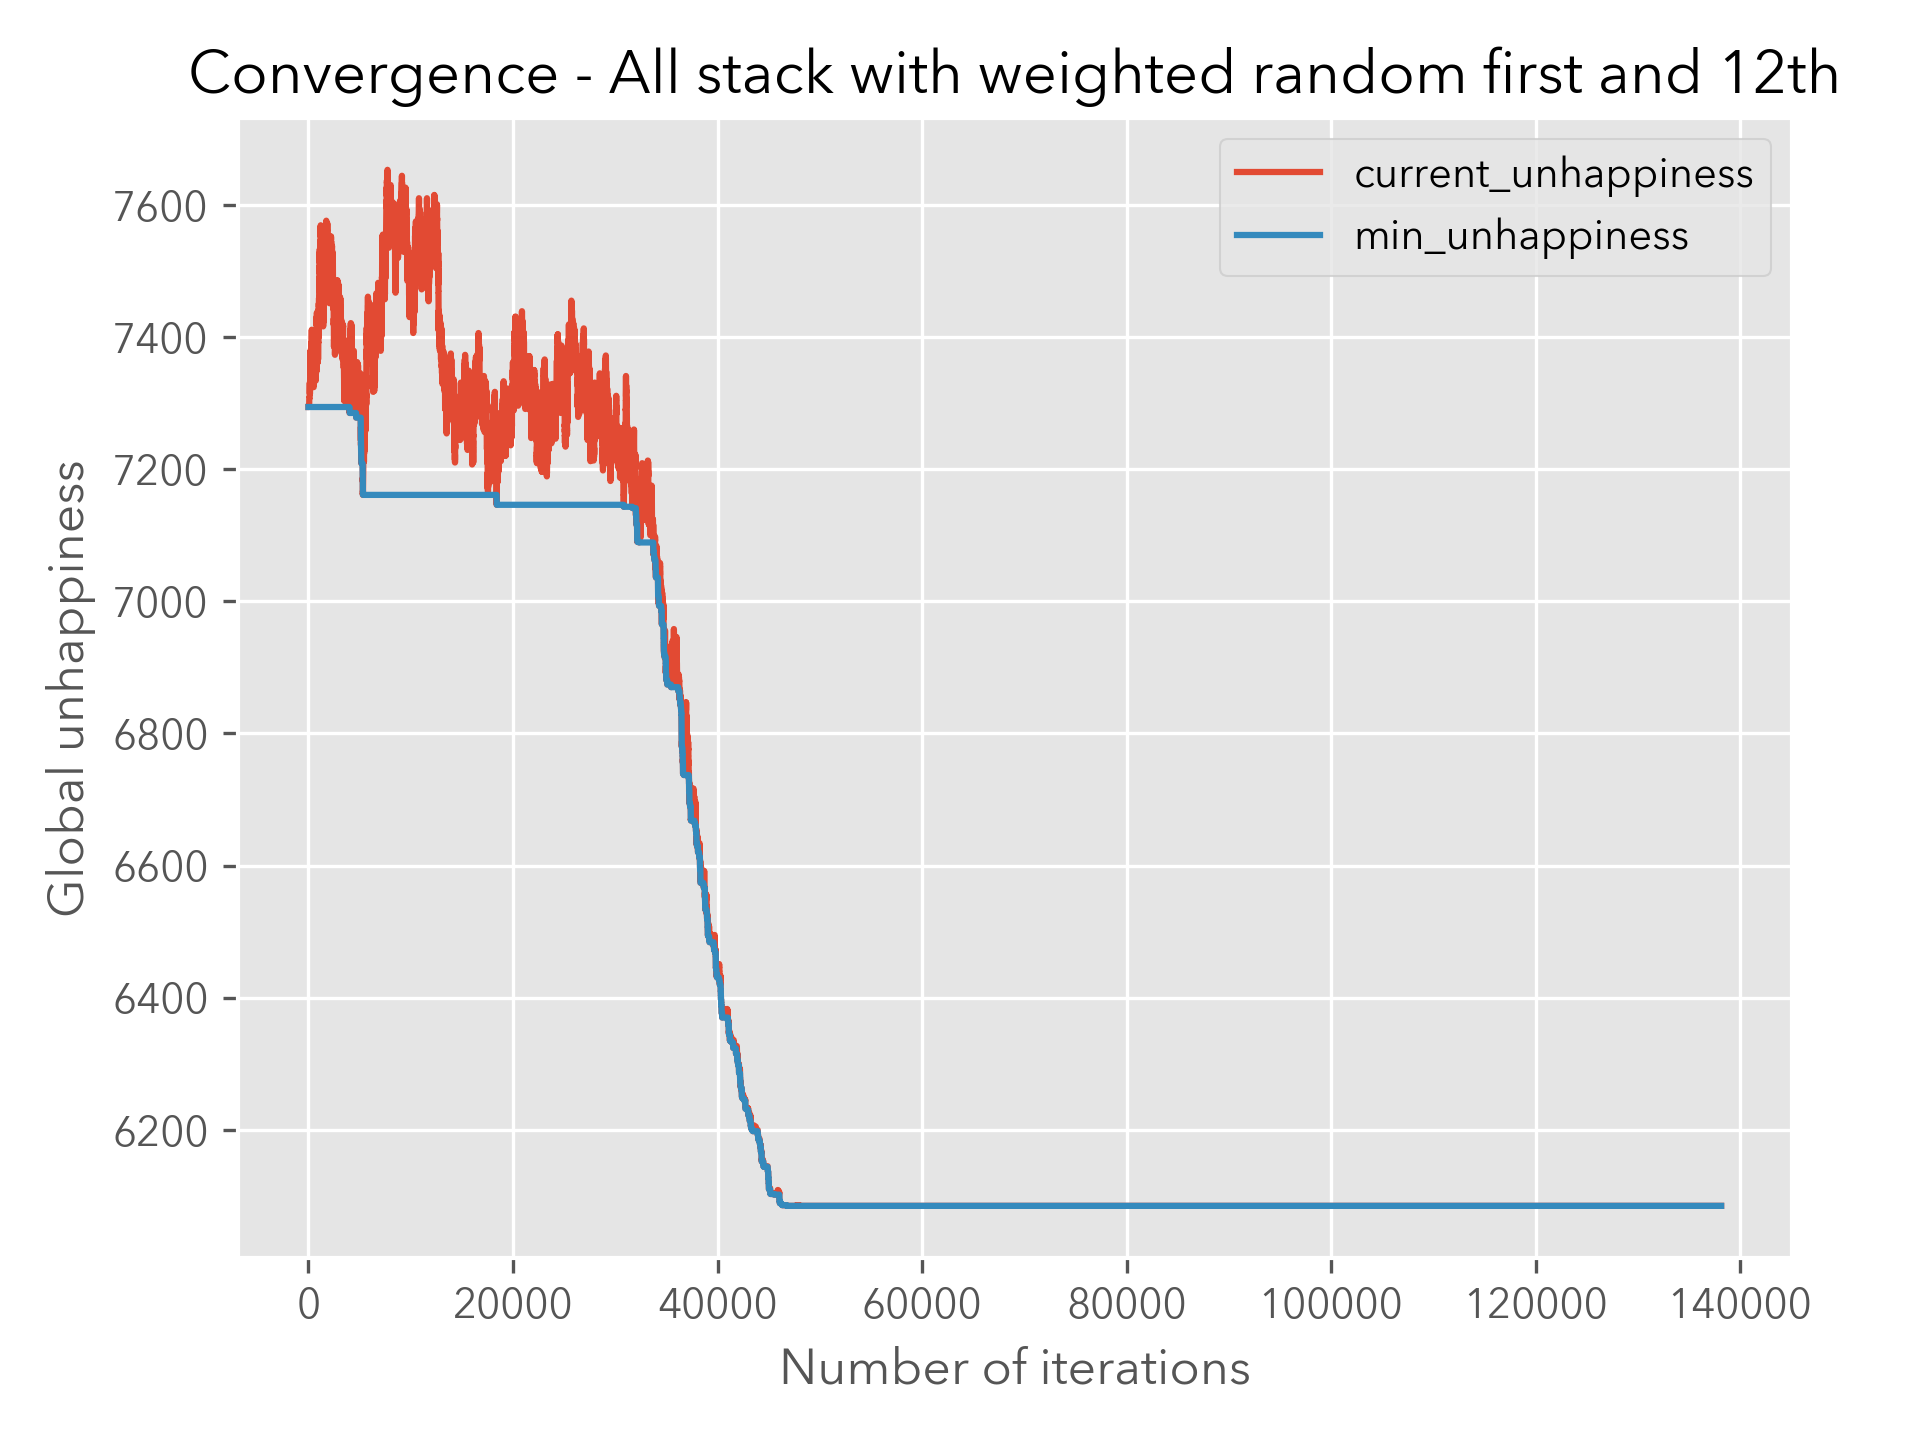 Convergence - All stack with weighted random first and 12th
current_unhappiness
min_unhappiness
7600
7400
7200
7000
6800
6600
6400
6200
Global unhappiness
0 20000 40000 60000 80000 100000 120000 140000
Number of iterations